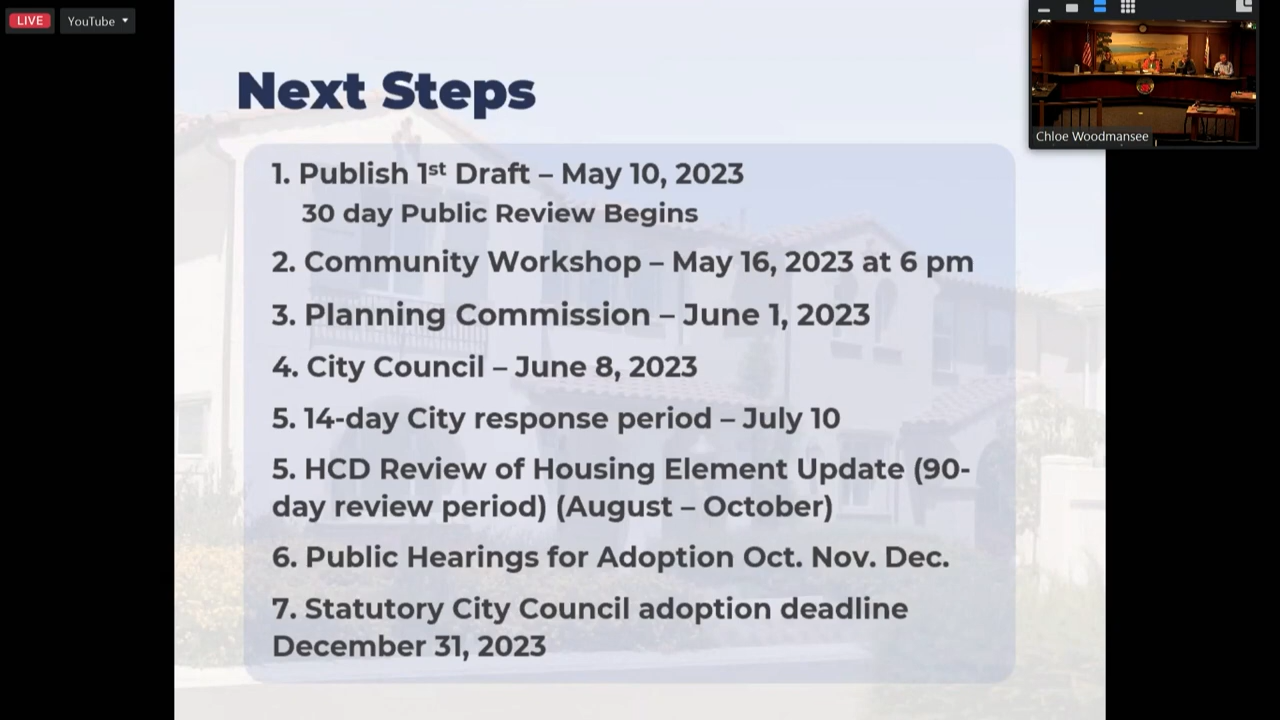 LIVE
YouTube
Next Steps
Chloe Woodmansee
1. Publish 1st Draft – May 10, 2023
30 day Public Review Begins
2. Community Workshop – May 16, 2023 at 6 pm
3. Planning Commission – June 1, 2023
4. City Council – June 8, 2023
5. 14-day City response period – July 10
5. HCD Review of Housing Element Update (90-
day review period) (August – October)
6. Public Hearings for Adoption Oct. Nov. Dec.
7. Statutory City Council adoption deadline
December 31, 2023